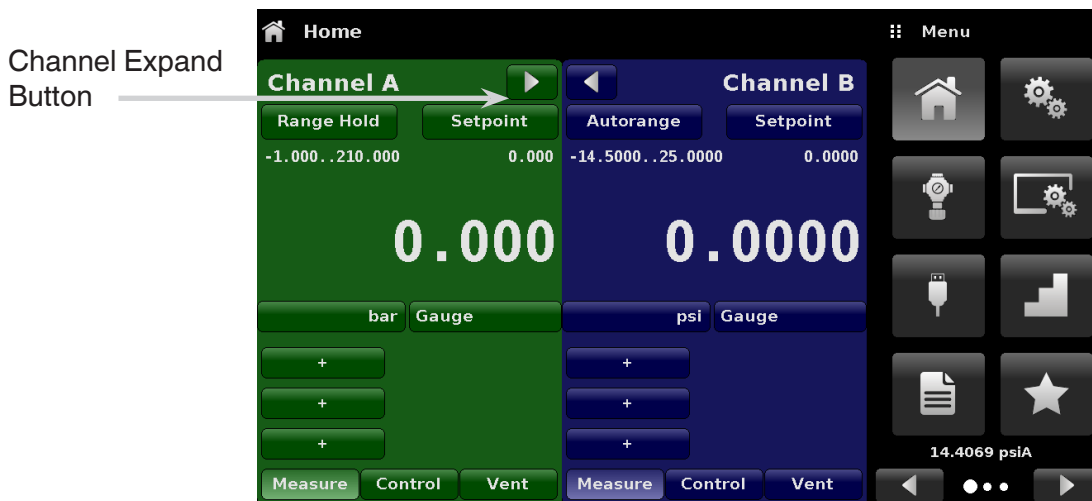 Channel Expand
Button
Home
Menu
Channel A
Channel B
Range Hold
Setpoint
Autorange
Setpoint
-1.000..210.000
0.000
-14.5000..25.0000
0.0000
0.000
0.0000
bar
Gauge
psi
Gauge
+
+
+
+
+
+
14.4069 psiA
Measure
Control
Vent
Measure
Control
Vent